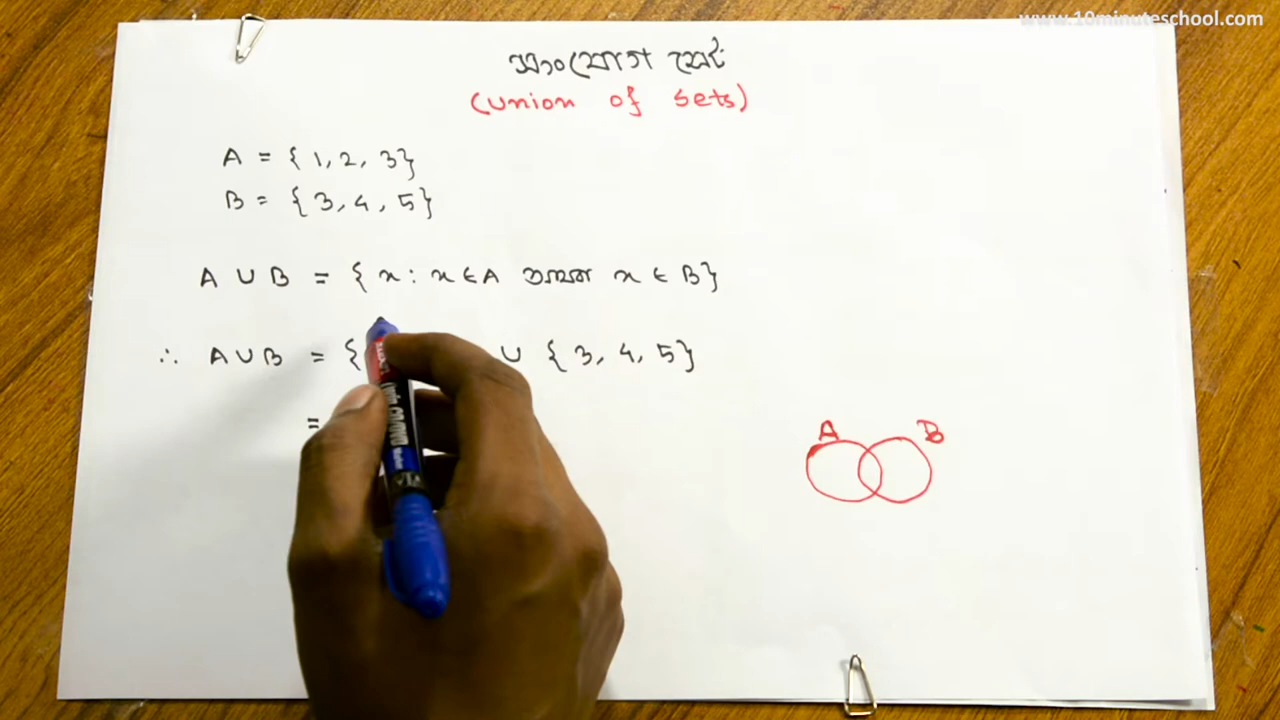 www.10minuteschool.com
সংযোগ সেট
(union of sets)
A = {1, 2, 3}
B = {3, 4, 5}
A ∪ B = {x : x ∈ A অথবা x ∈ B}
∴ A ∪ B = { ∪ {3, 4, 5}
=
A B